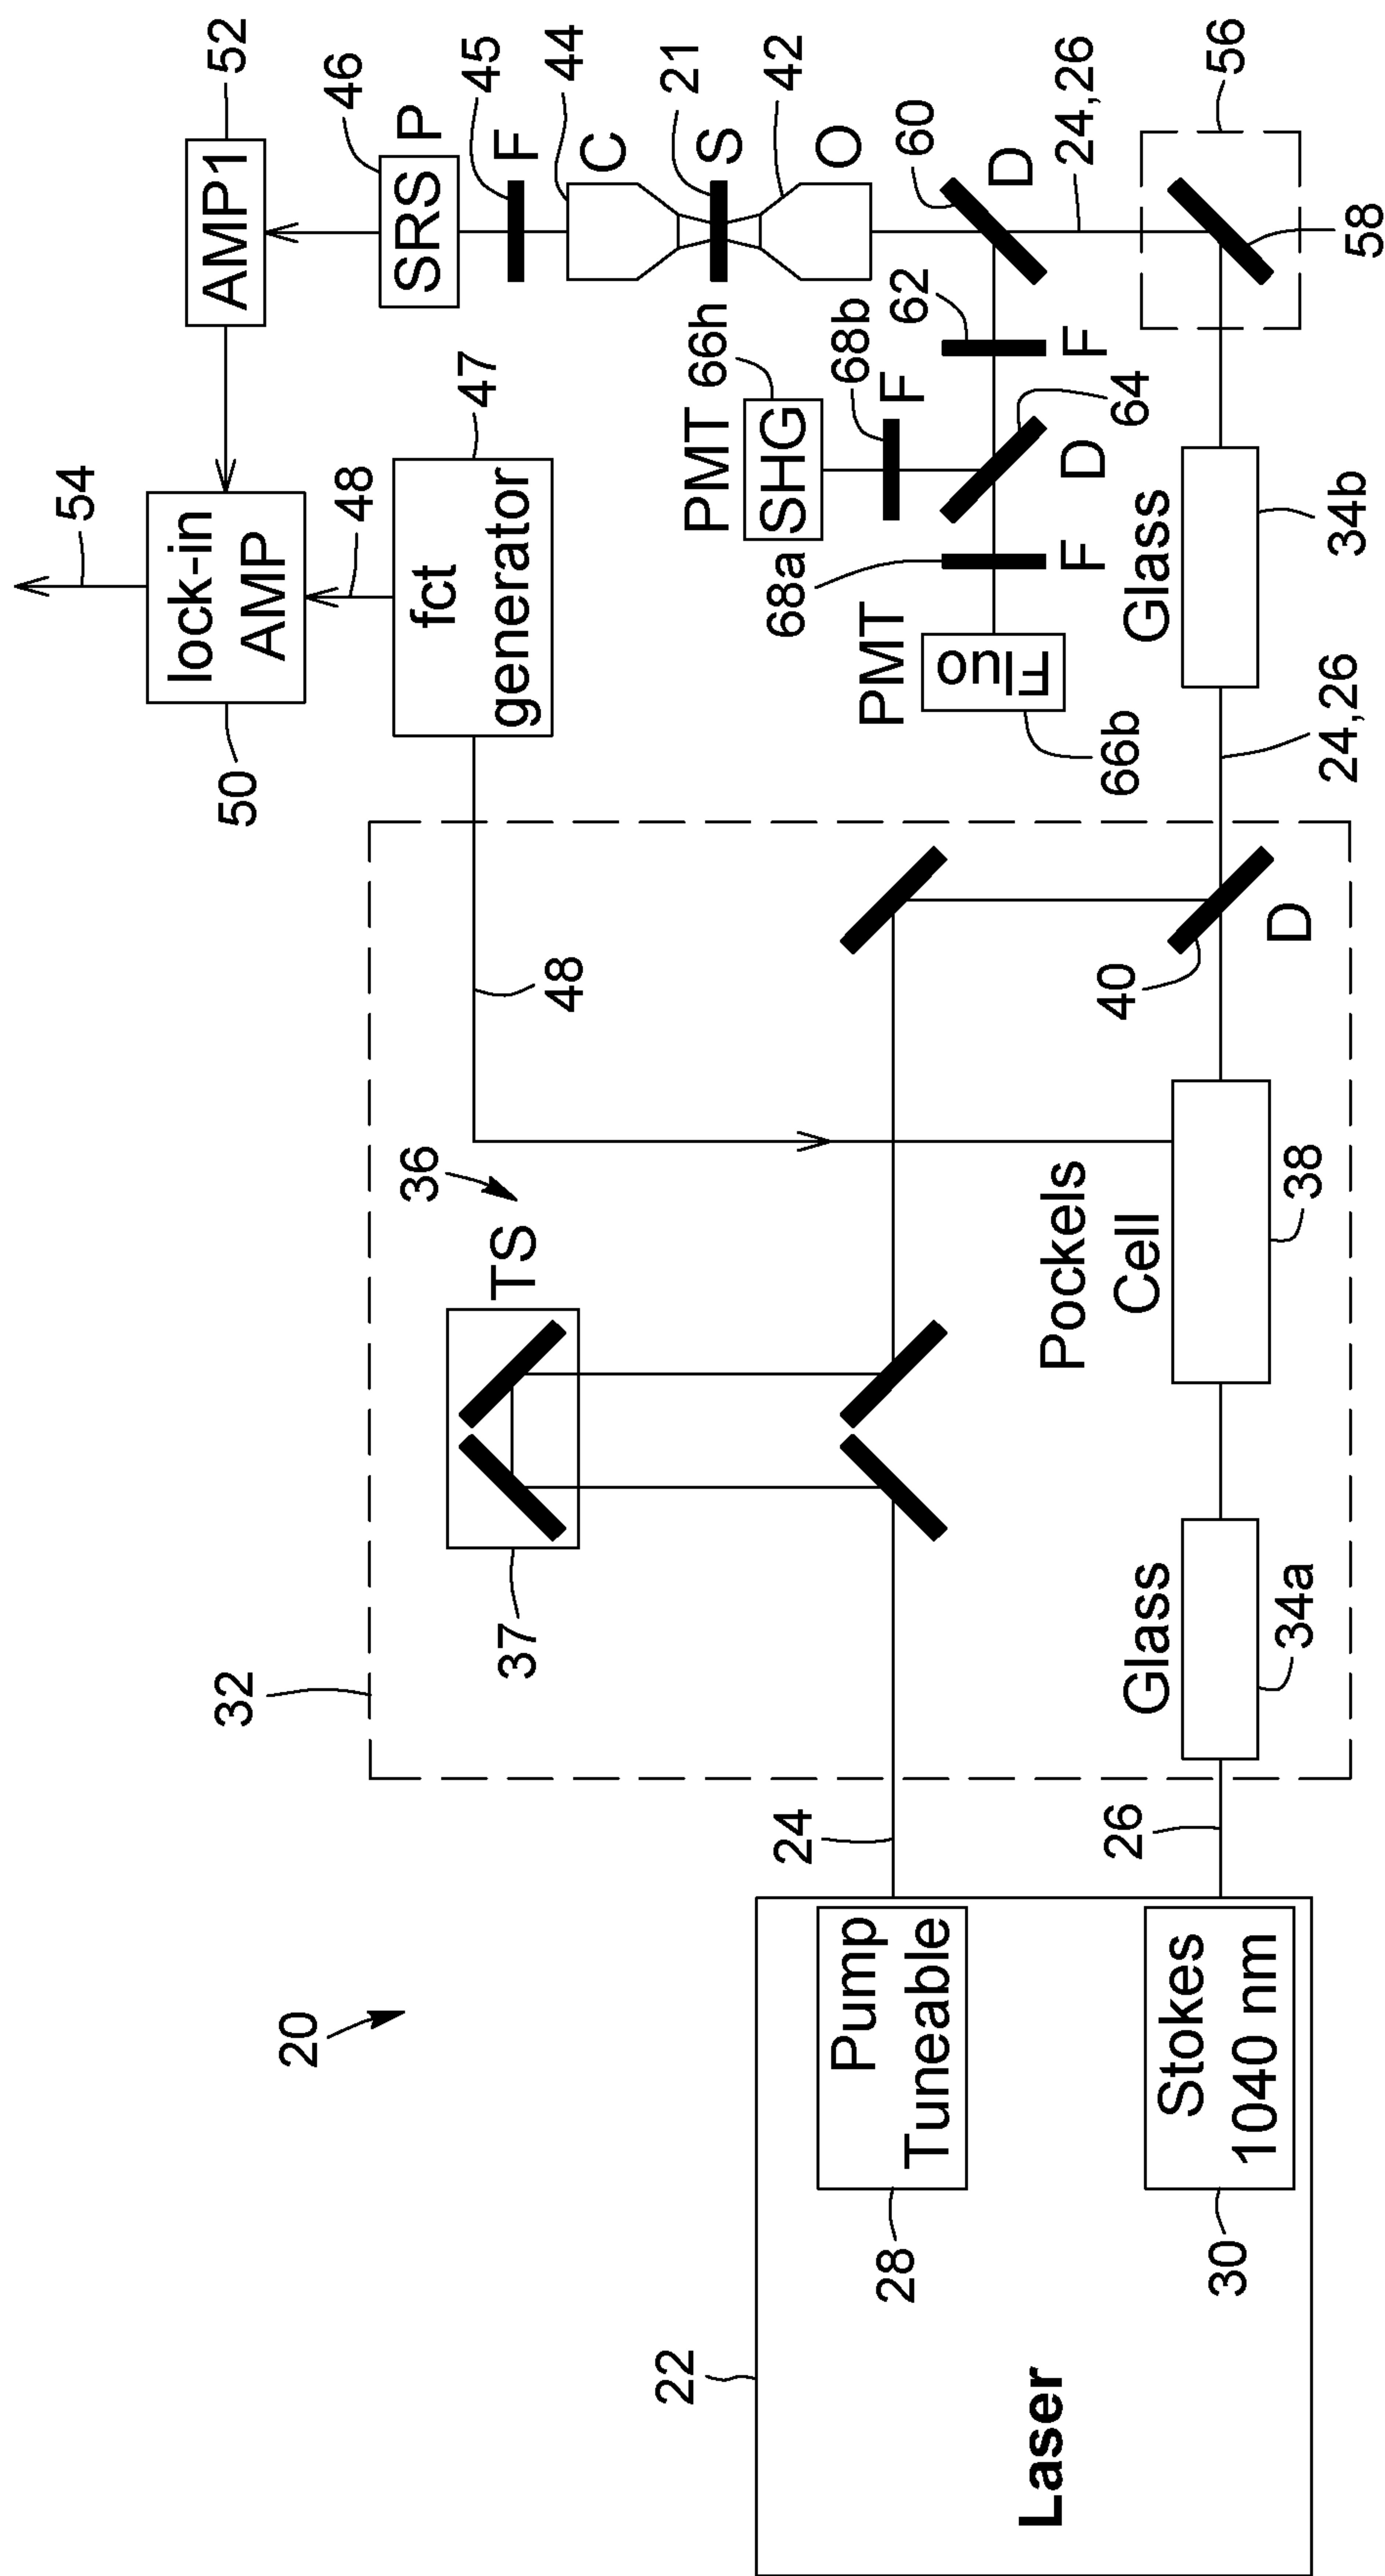 20
22
Laser
28
Pump
Tuneable
30
Stokes
1040 nm
24
26
32
37
TS
36
Glass
34a
Pockels
Cell
38
48
40
D
24,26
Glass
34b
54
lock-in
AMP
50
48
fct
generator
47
52
AMP1
46
SRS
P
45
F
44
C
21
S
42
O
60
D
24,26
56
58
62
F
64
D
68b
F
66h
PMT
SHG
68a
F
PMT
Fluo
66b